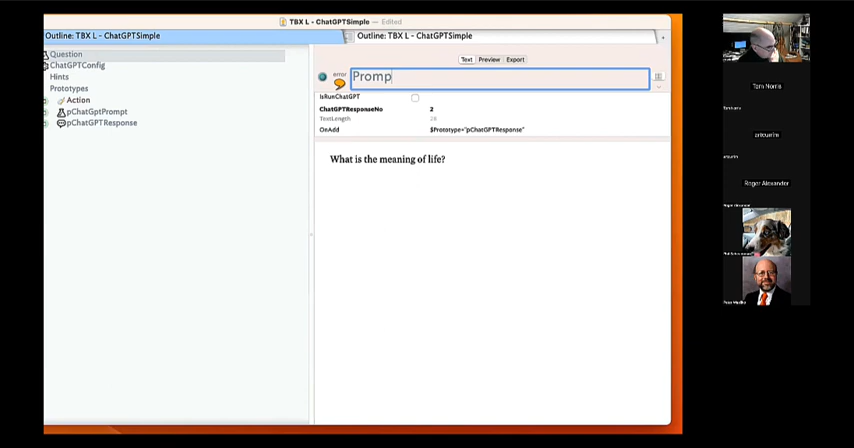 TBX L - ChatGPTSimple — Edited
Outline: TBX L - ChatGPTSimple
Outline: TBX L - ChatGPTSimple
Question
ChatGPTConfig
Hints
Prototypes
Action
pChatGptPrompt
pChatGPTResponse
Text Preview Export
error
Promp
IsRunChatGPT
ChatGPTResponseNo 2
TextLength 28
OnAdd $Prototype="pChatGPTResponse"
What is the meaning of life?
Tom Norris
Roger Alexander